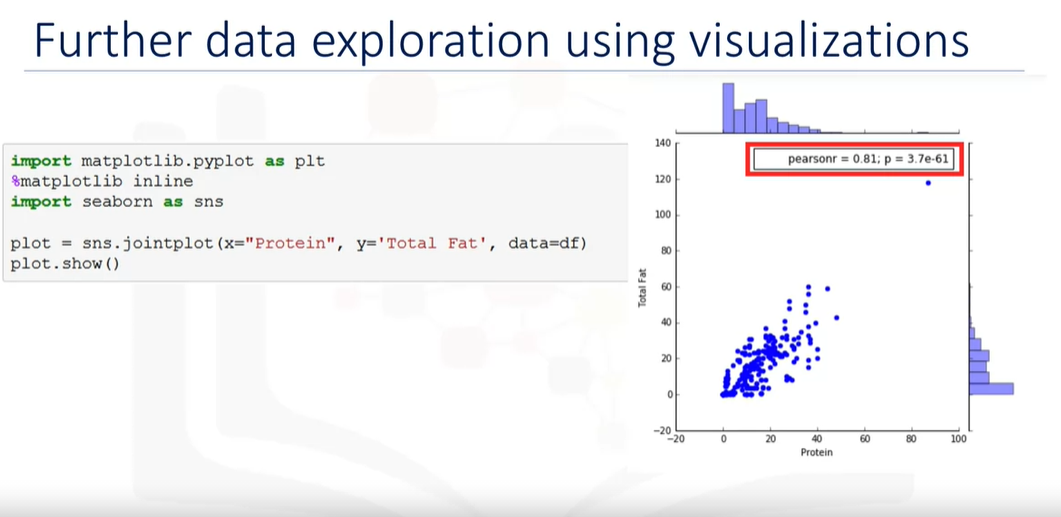 Further data exploration using visualizations
import matplotlib.pyplot as plt
%matplotlib inline
import seaborn as sns
plot = sns.jointplot(x="Protein", y='Total Fat', data=df)
plot.show()
pearsonr = 0.81; p = 3.7e-61
140
120
100
80
60
40
20
0
−20
Total Fat
−20 0 20 40 60 80 100
Protein